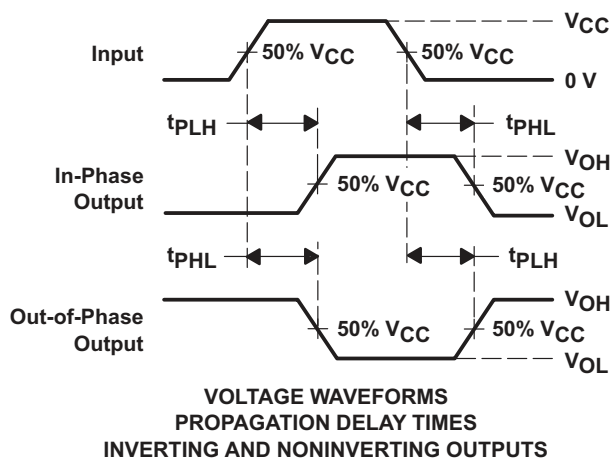 VCC
Input
50% VCC
50% VCC
0 V
tPLH
tPHL
VOH
In-Phase
Output
50% VCC
50% VCC
VOL
tPHL
tPLH
VOH
Out-of-Phase
Output
50% VCC
50% VCC
VOL
VOLTAGE WAVEFORMS
PROPAGATION DELAY TIMES
INVERTING AND NONINVERTING OUTPUTS